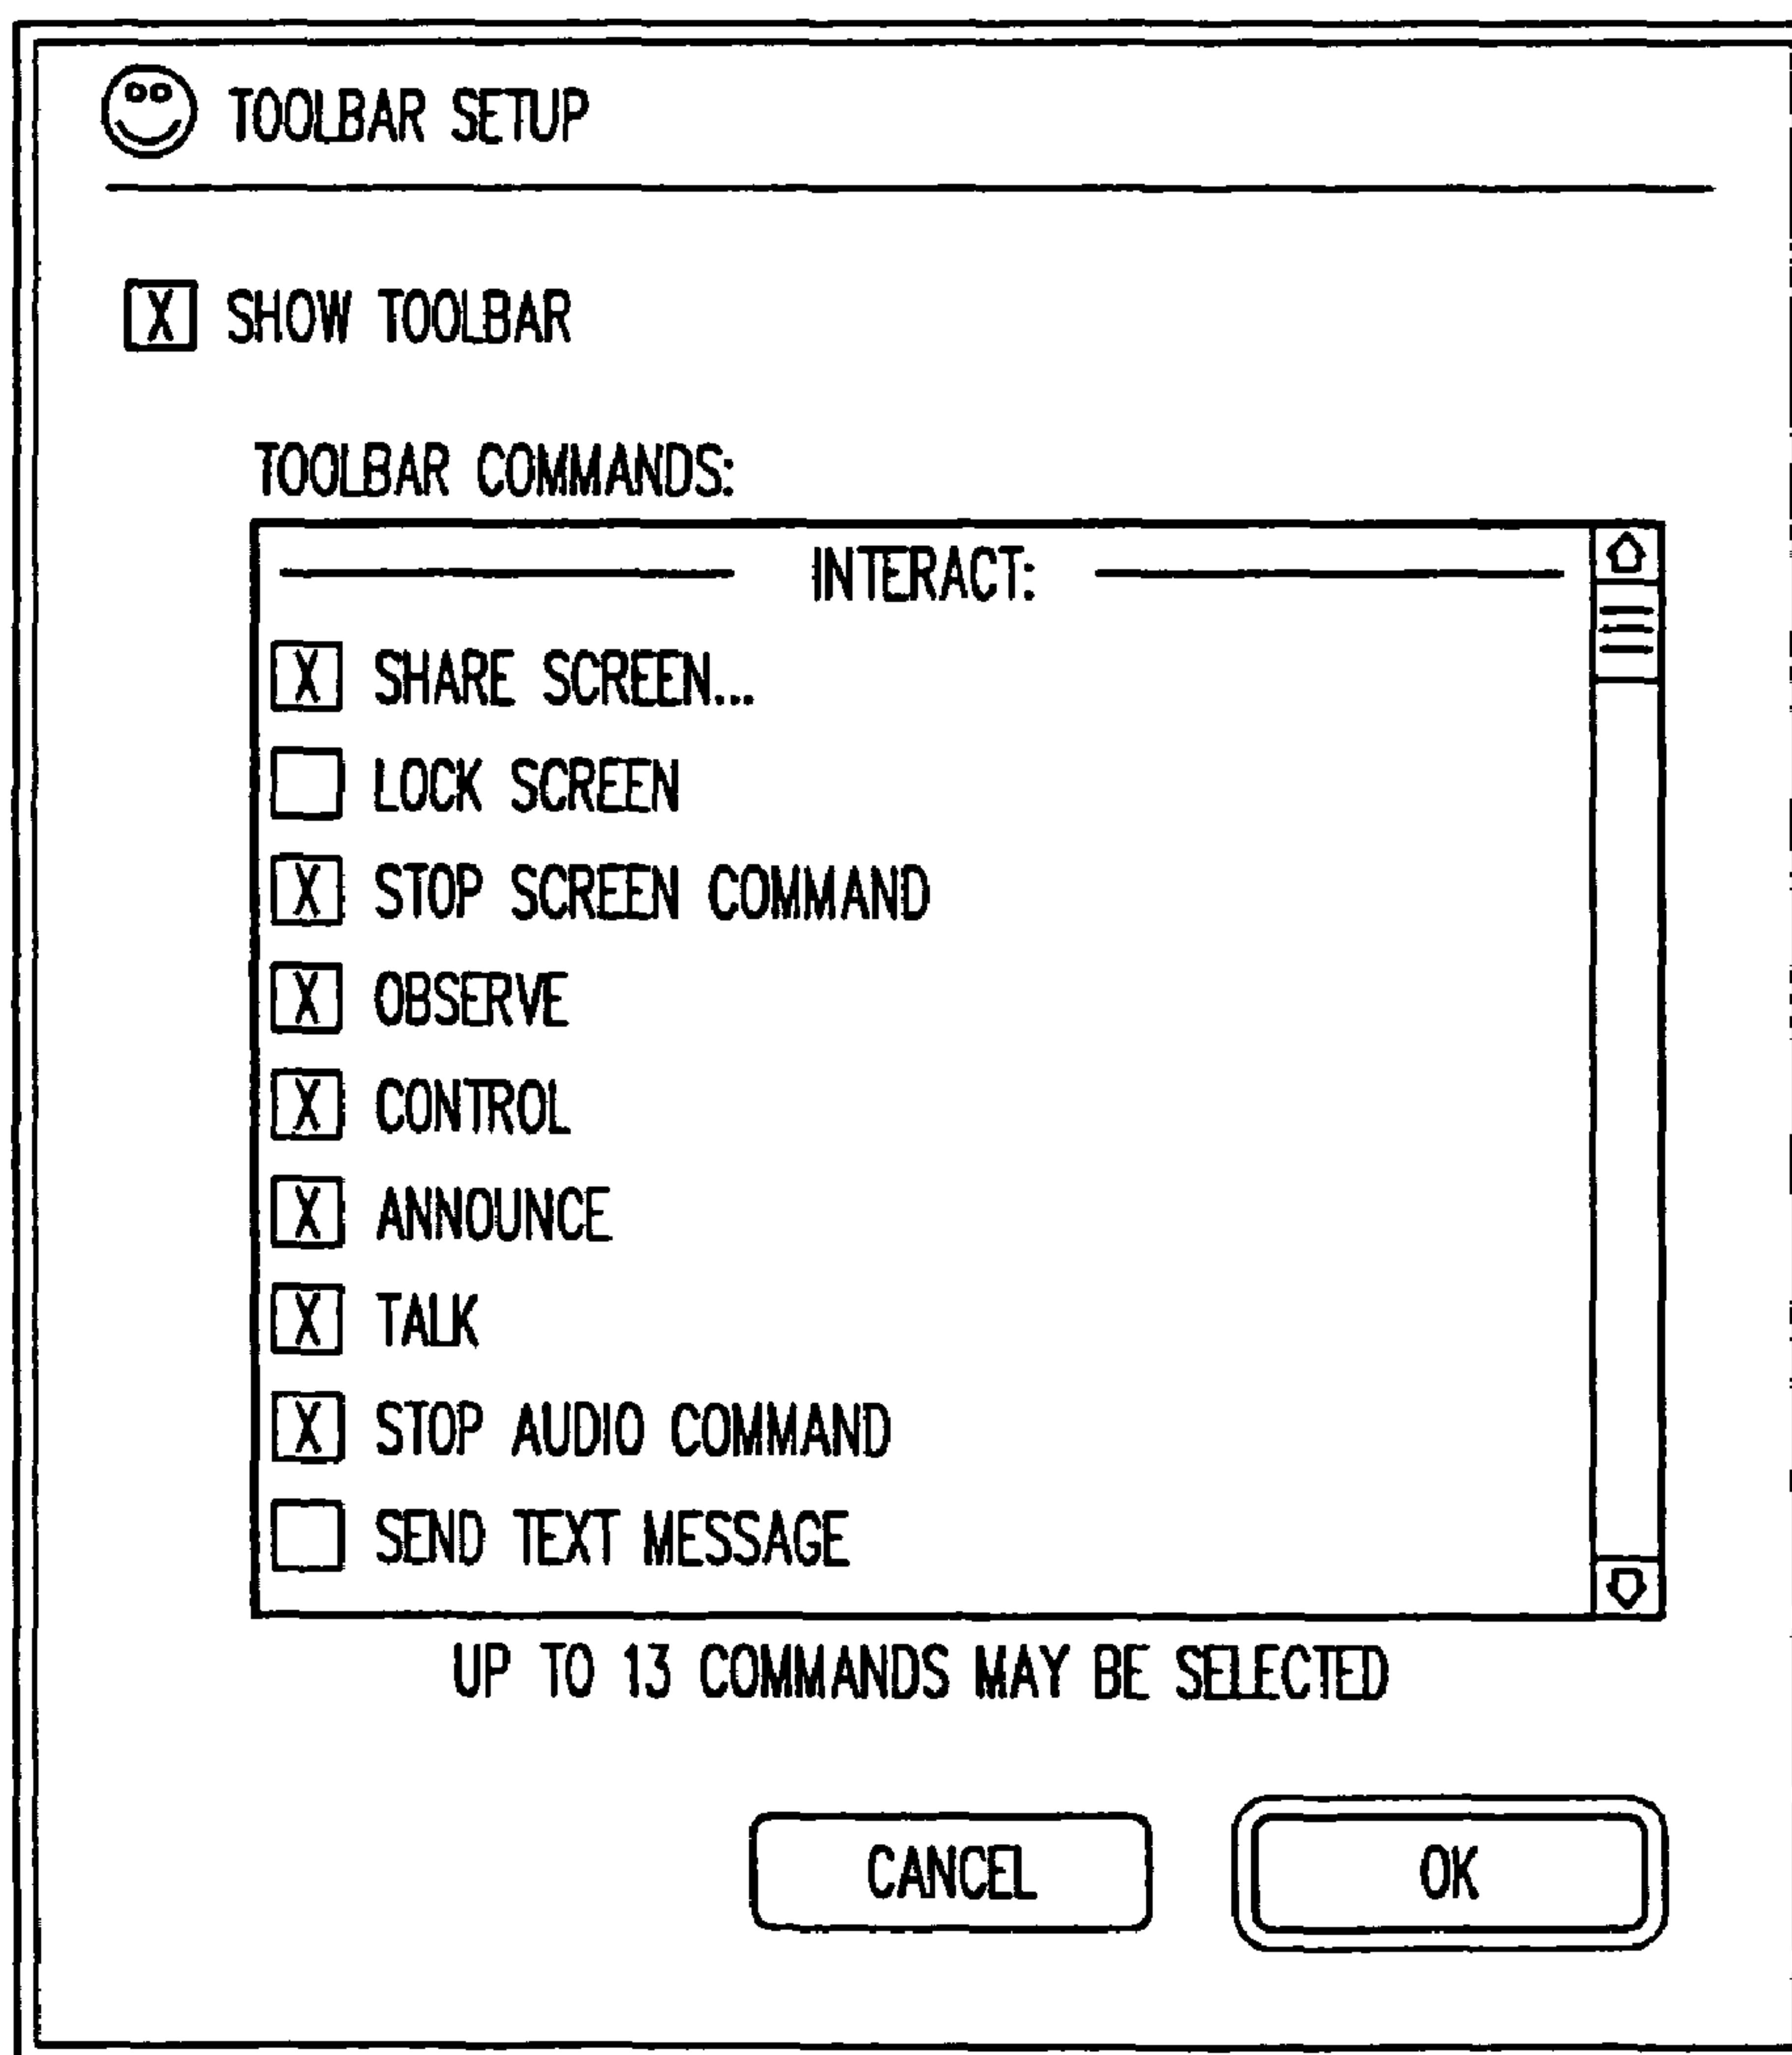 TOOLBAR SETUP
X SHOW TOOLBAR
TOOLBAR COMMANDS:
INTERACT:
X SHARE SCREEN...
LOCK SCREEN
X STOP SCREEN COMMAND
X OBSERVE
X CONTROL
X ANNOUNCE
X TALK
X STOP AUDIO COMMAND
SEND TEXT MESSAGE
UP TO 13 COMMANDS MAY BE SELECTED
CANCEL OK